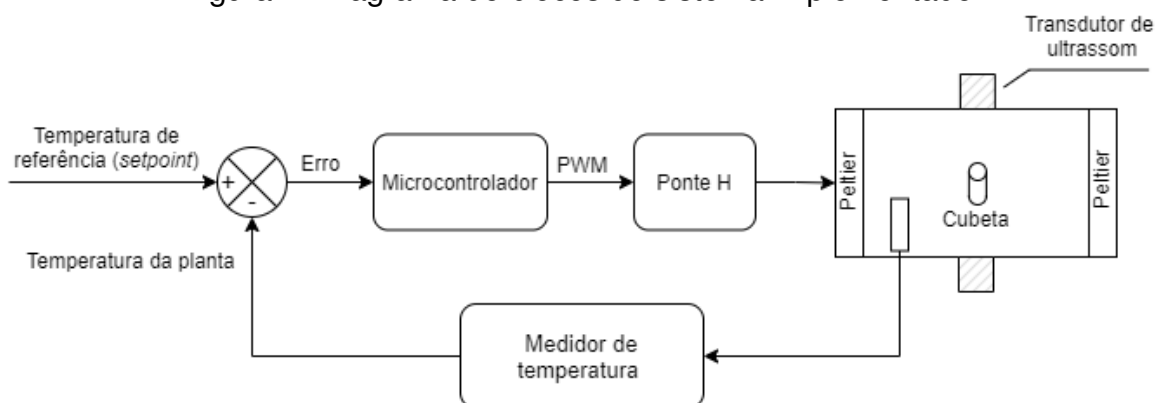 Transdutor de
ultrassom
Temperatura de
referência (setpoint)
+
-
Erro
Microcontrolador
PWM
Ponte H
Peltier
Cubeta
Peltier
Temperatura da planta
Medidor de
temperatura